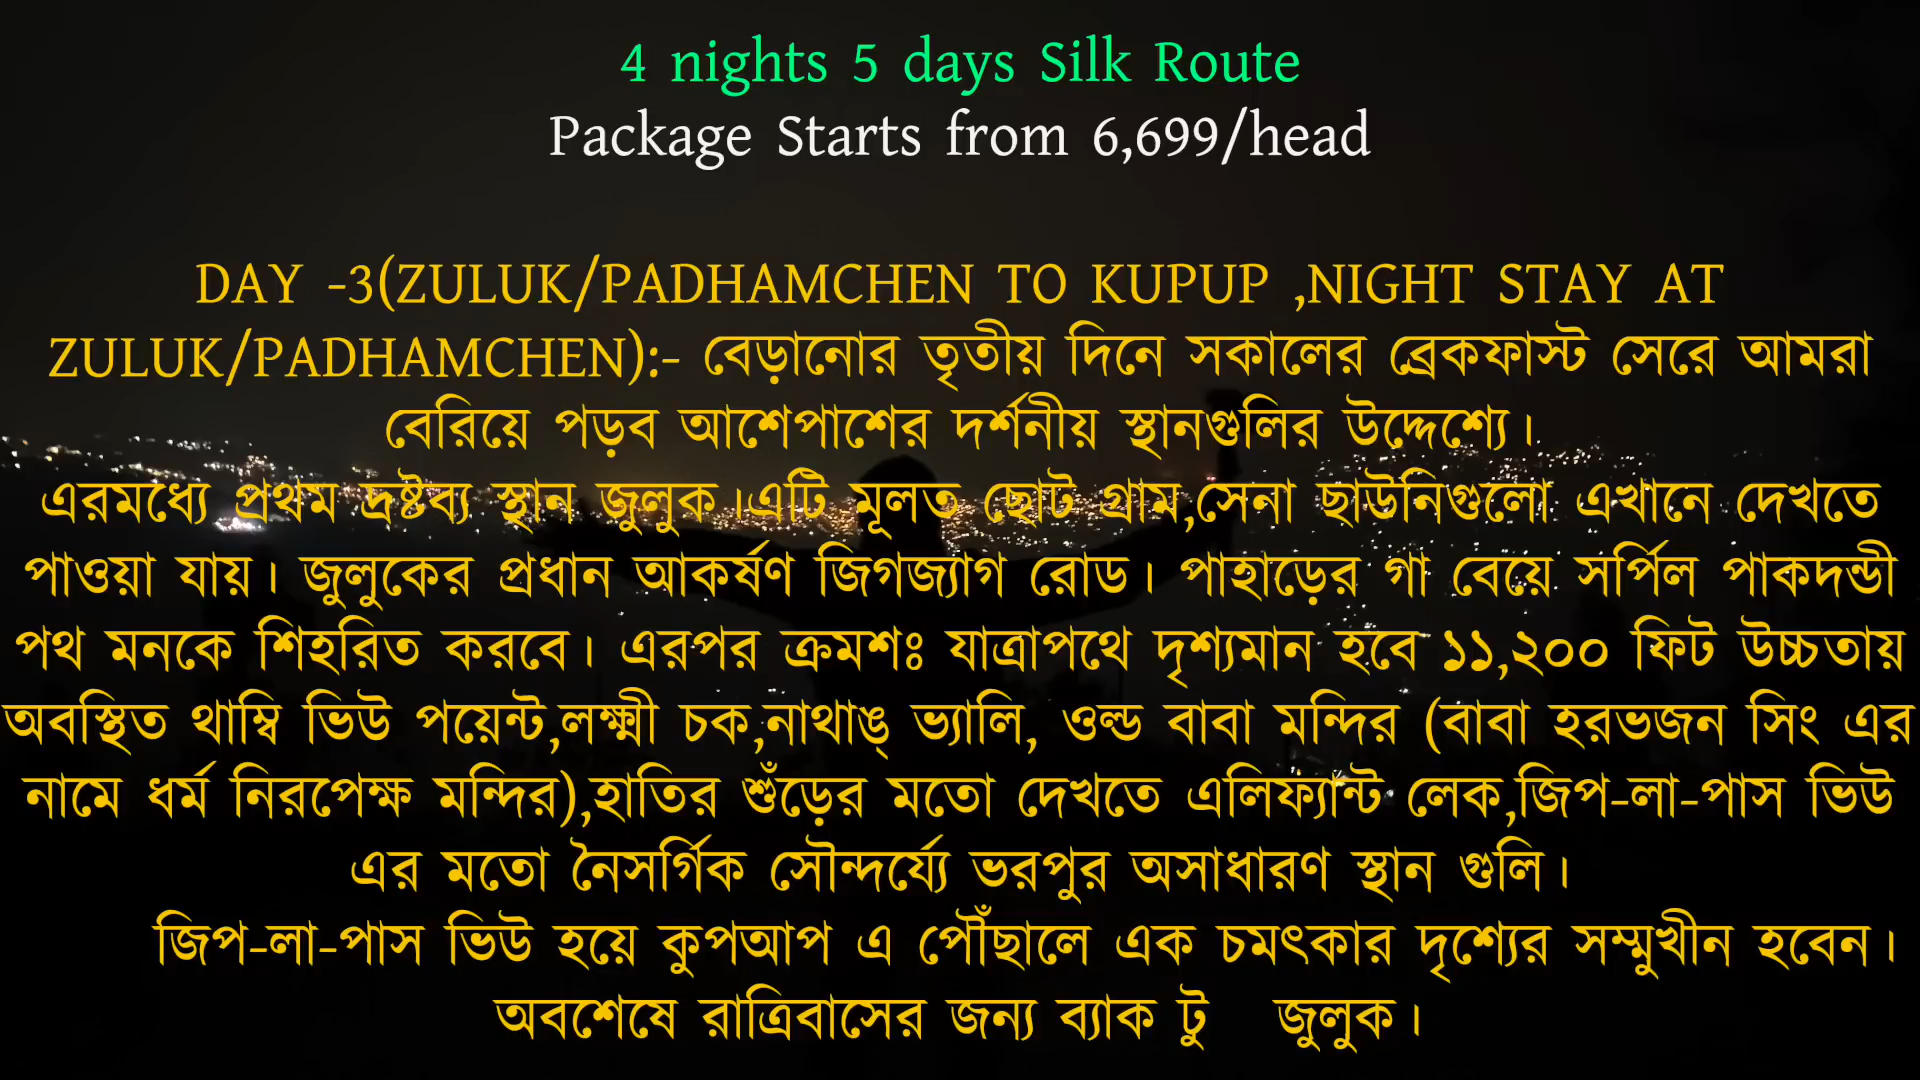 4 nights 5 days Silk Route
Package Starts from 6,699/head
DAY -3(ZULUK/PADHAMCHEN TO KUPUP ,NIGHT STAY AT
ZULUK/PADHAMCHEN):- বেড়ানোর তৃতীয় দিনে সকালের ব্রেকফাস্ট সেরে আমরা
বেরিয়ে পড়ব আশেপাশের দর্শনীয় স্থানগুলির উদ্দেশ্যে।
এরমধ্যে প্রথম দ্রষ্টব্য স্থান জুলুক।এটি মূলত ছোট গ্রাম,সেনা ছাউনিগুলো এখানে দেখতে
পাওয়া যায়। জুলুকের প্রধান আকর্ষণ জিগজ্যাগ রোড। পাহাড়ের গা বেয়ে সর্পিল পাকদন্ডী
পথ মনকে শিহরিত করবে। এরপর ক্রমশঃ যাত্রাপথে দৃশ্যমান হবে ১১,২০০ ফিট উচ্চতায়
অবস্থিত থাম্বি ভিউ পয়েন্ট,লক্ষ্মী চক,নাথাঙ্ ভ্যালি, ওল্ড বাবা মন্দির (বাবা হরভজন সিং এর
নামে ধর্ম নিরপেক্ষ মন্দির),হাতির শুঁড়ের মতো দেখতে এলিফ্যান্ট লেক,জিপ-লা-পাস ভিউ
এর মতো নৈসর্গিক সৌন্দর্য্যে ভরপুর অসাধারণ স্থান গুলি।
জিপ-লা-পাস ভিউ হয়ে কুপআপ এ পৌঁছালে এক চমৎকার দৃশ্যের সম্মুখীন হবেন।
অবশেষে রাত্রিবাসের জন্য ব্যাক টু জুলুক।